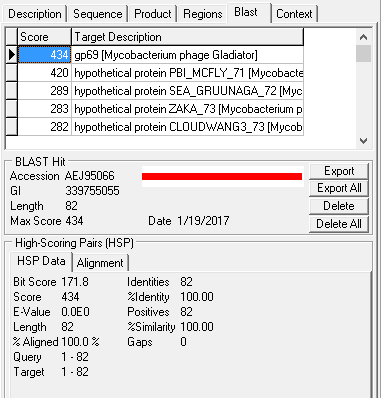 Description Sequence Product Regions Blast Context
Score Target Description
434 gp69 [Mycobacterium phage Gladiator]
420 hypothetical protein PBI_MCFLY_71 [Mycobacte
289 hypothetical protein SEA_GRUUNAGA_72 [Myc
283 hypothetical protein ZAKA_73 [Mycobacterium p
282 hypothetical protein CLOUDWANG3_73 [Mycob
BLAST Hit
Accession AEJ95066 Export
GI 339755055 Export All
Length 82 Delete
Max Score 434 Date 1/19/2017 Delete All
High-Scoring Pairs (HSP)
HSP Data Alignment
Bit Score 171.8 Identities 82
Score 434 %Identity 100.00
E-Value 0.0E0 Positives 82
Length 82 %Similarity 100.00
% Aligned 100.0 % Gaps 0
Query 1 - 82
Target 1 - 82